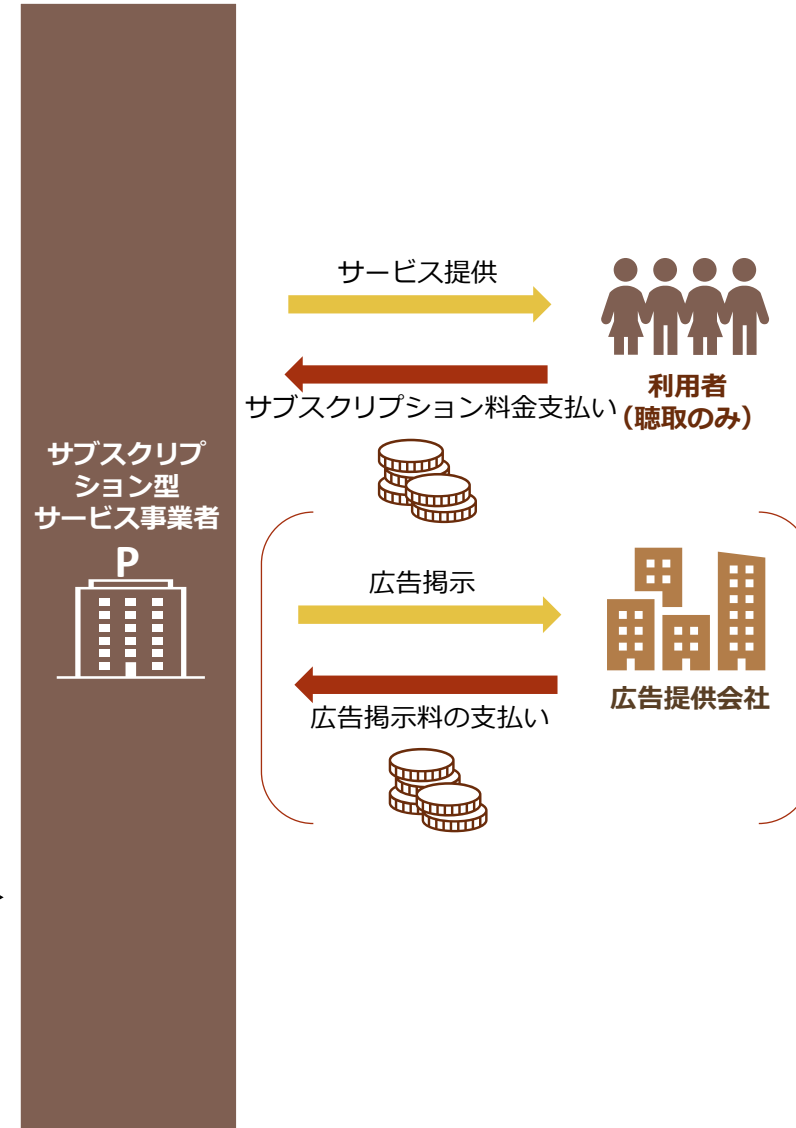 サービス提供
サブスクリプション料金支払い
利用者
（聴取のみ）
サブスクリプ
ション型
サービス事業者
P
広告掲示
広告掲示料の支払い
広告提供会社